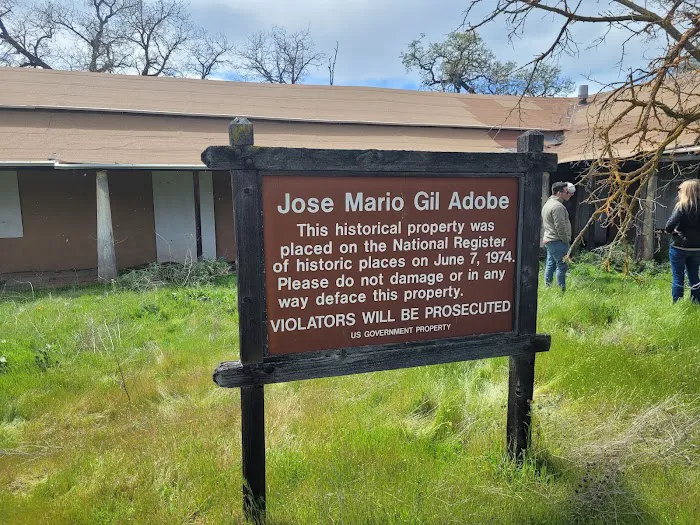 Jose Mario Gil Adobe
This historical property was
placed on the National Register
of historic places on June 7, 1974.
Please do not damage or in any
way deface this property.
VIOLATORS WILL BE PROSECUTED
US GOVERNMENT PROPERTY